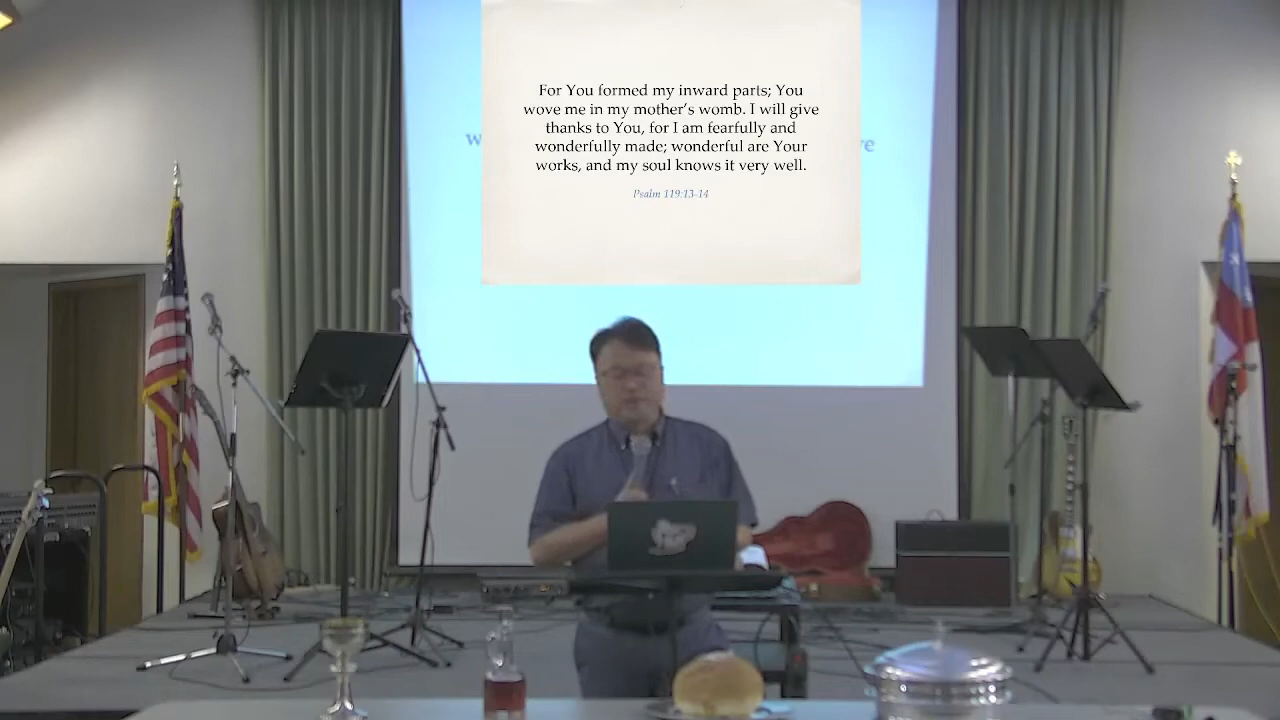 For You formed my inward parts; You
wove me in my mother's womb. I will give
thanks to You, for I am fearfully and
wonderfully made; wonderful are Your
works, and my soul knows it very well.
Psalm 119:13-14